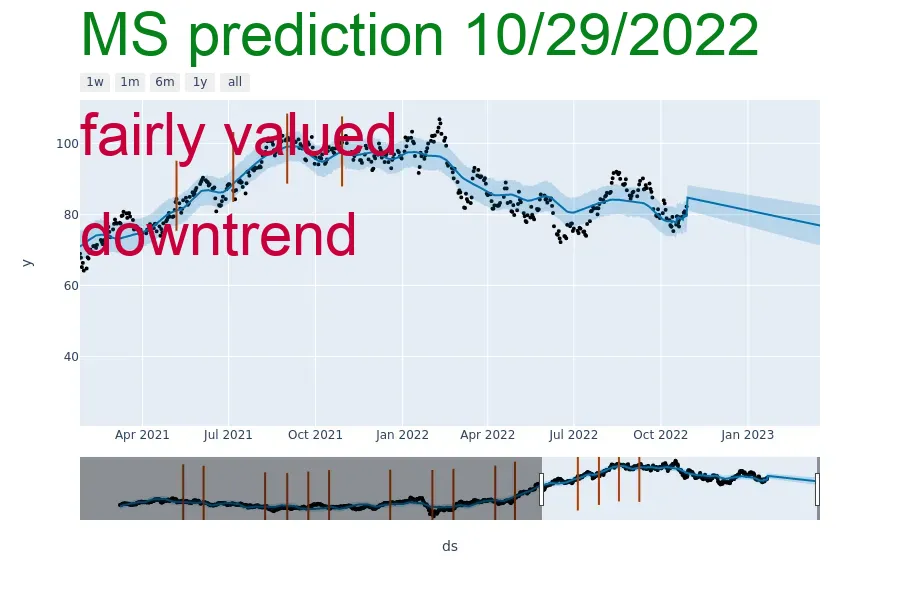 MS prediction 10/29/2022
1w 1m 6m 1y all
fairly valued
100
80
downtrend
y
60
40
Apr 2021 Jul 2021 Oct 2021 Jan 2022 Apr 2022 Jul 2022 Oct 2022 Jan 2023
ds